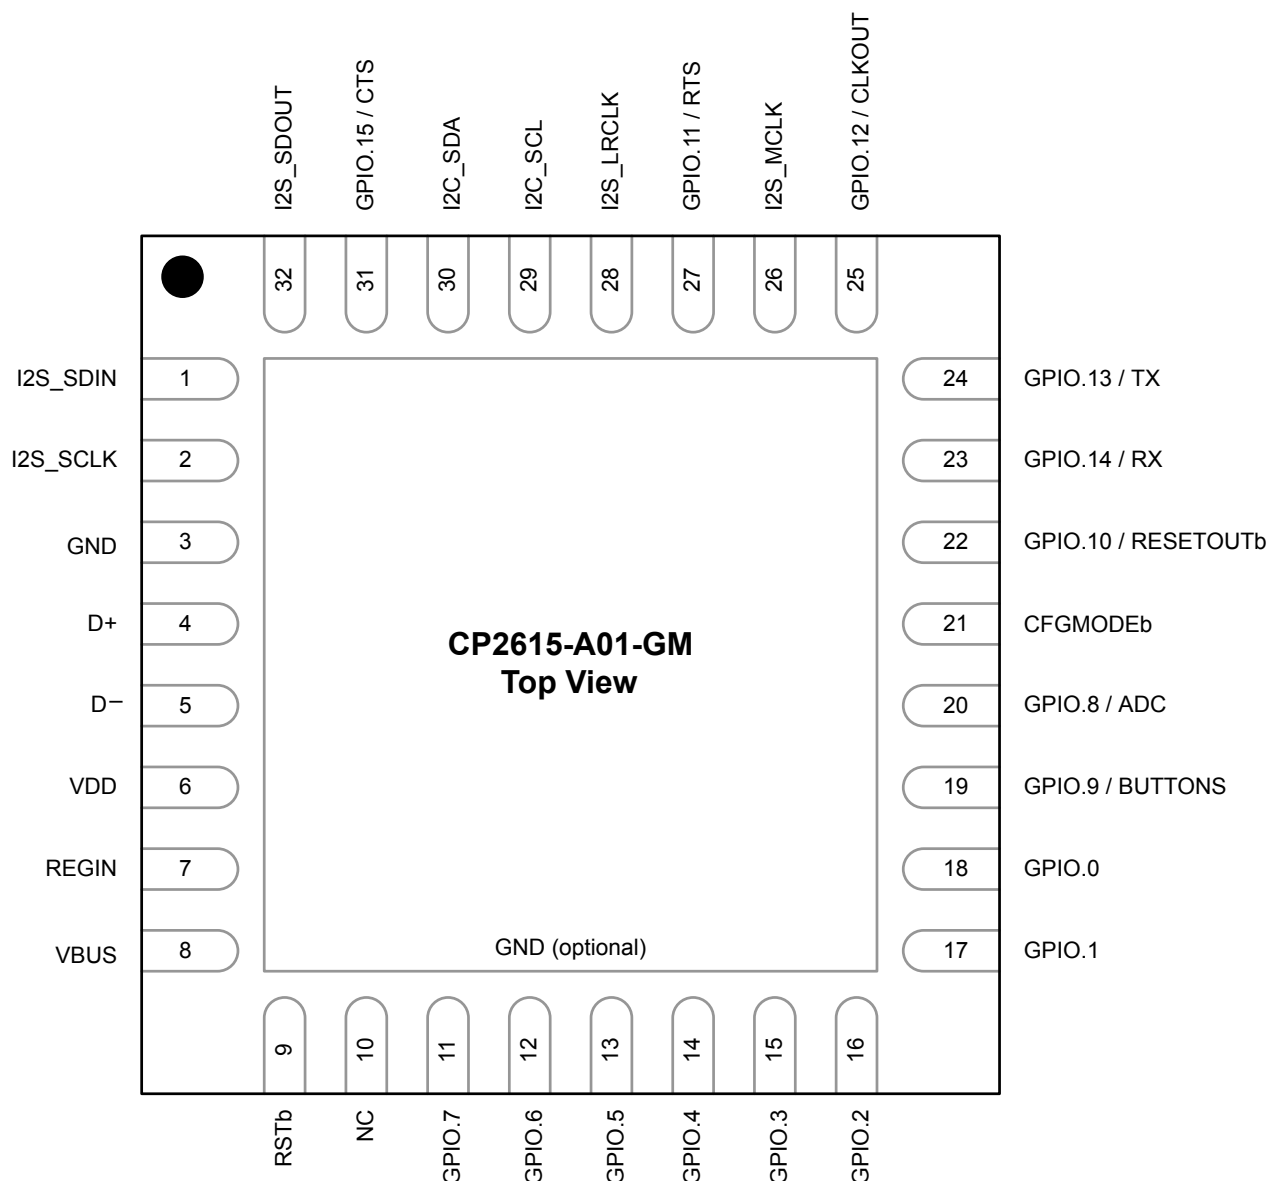 I2S_SDOUT
GPIO.15 / CTS
I2C_SDA
I2C_SCL
I2S_LRCLK
GPIO.11 / RTS
I2S_MCLK
GPIO.12 / CLKOUT
32
31
30
29
28
27
26
25
I2S_SDIN
1
I2S_SCLK
2
GND
3
D+
4
D−
5
VDD
6
REGIN
7
VBUS
8
CP2615-A01-GM
Top View
GND (optional)
24
GPIO.13 / TX
23
GPIO.14 / RX
22
GPIO.10 / RESETOUTb
21
CFGMODEb
20
GPIO.8 / ADC
19
GPIO.9 / BUTTONS
18
GPIO.0
17
GPIO.1
9
10
11
12
13
14
15
16
RSTb
NC
GPIO.7
GPIO.6
GPIO.5
GPIO.4
GPIO.3
GPIO.2